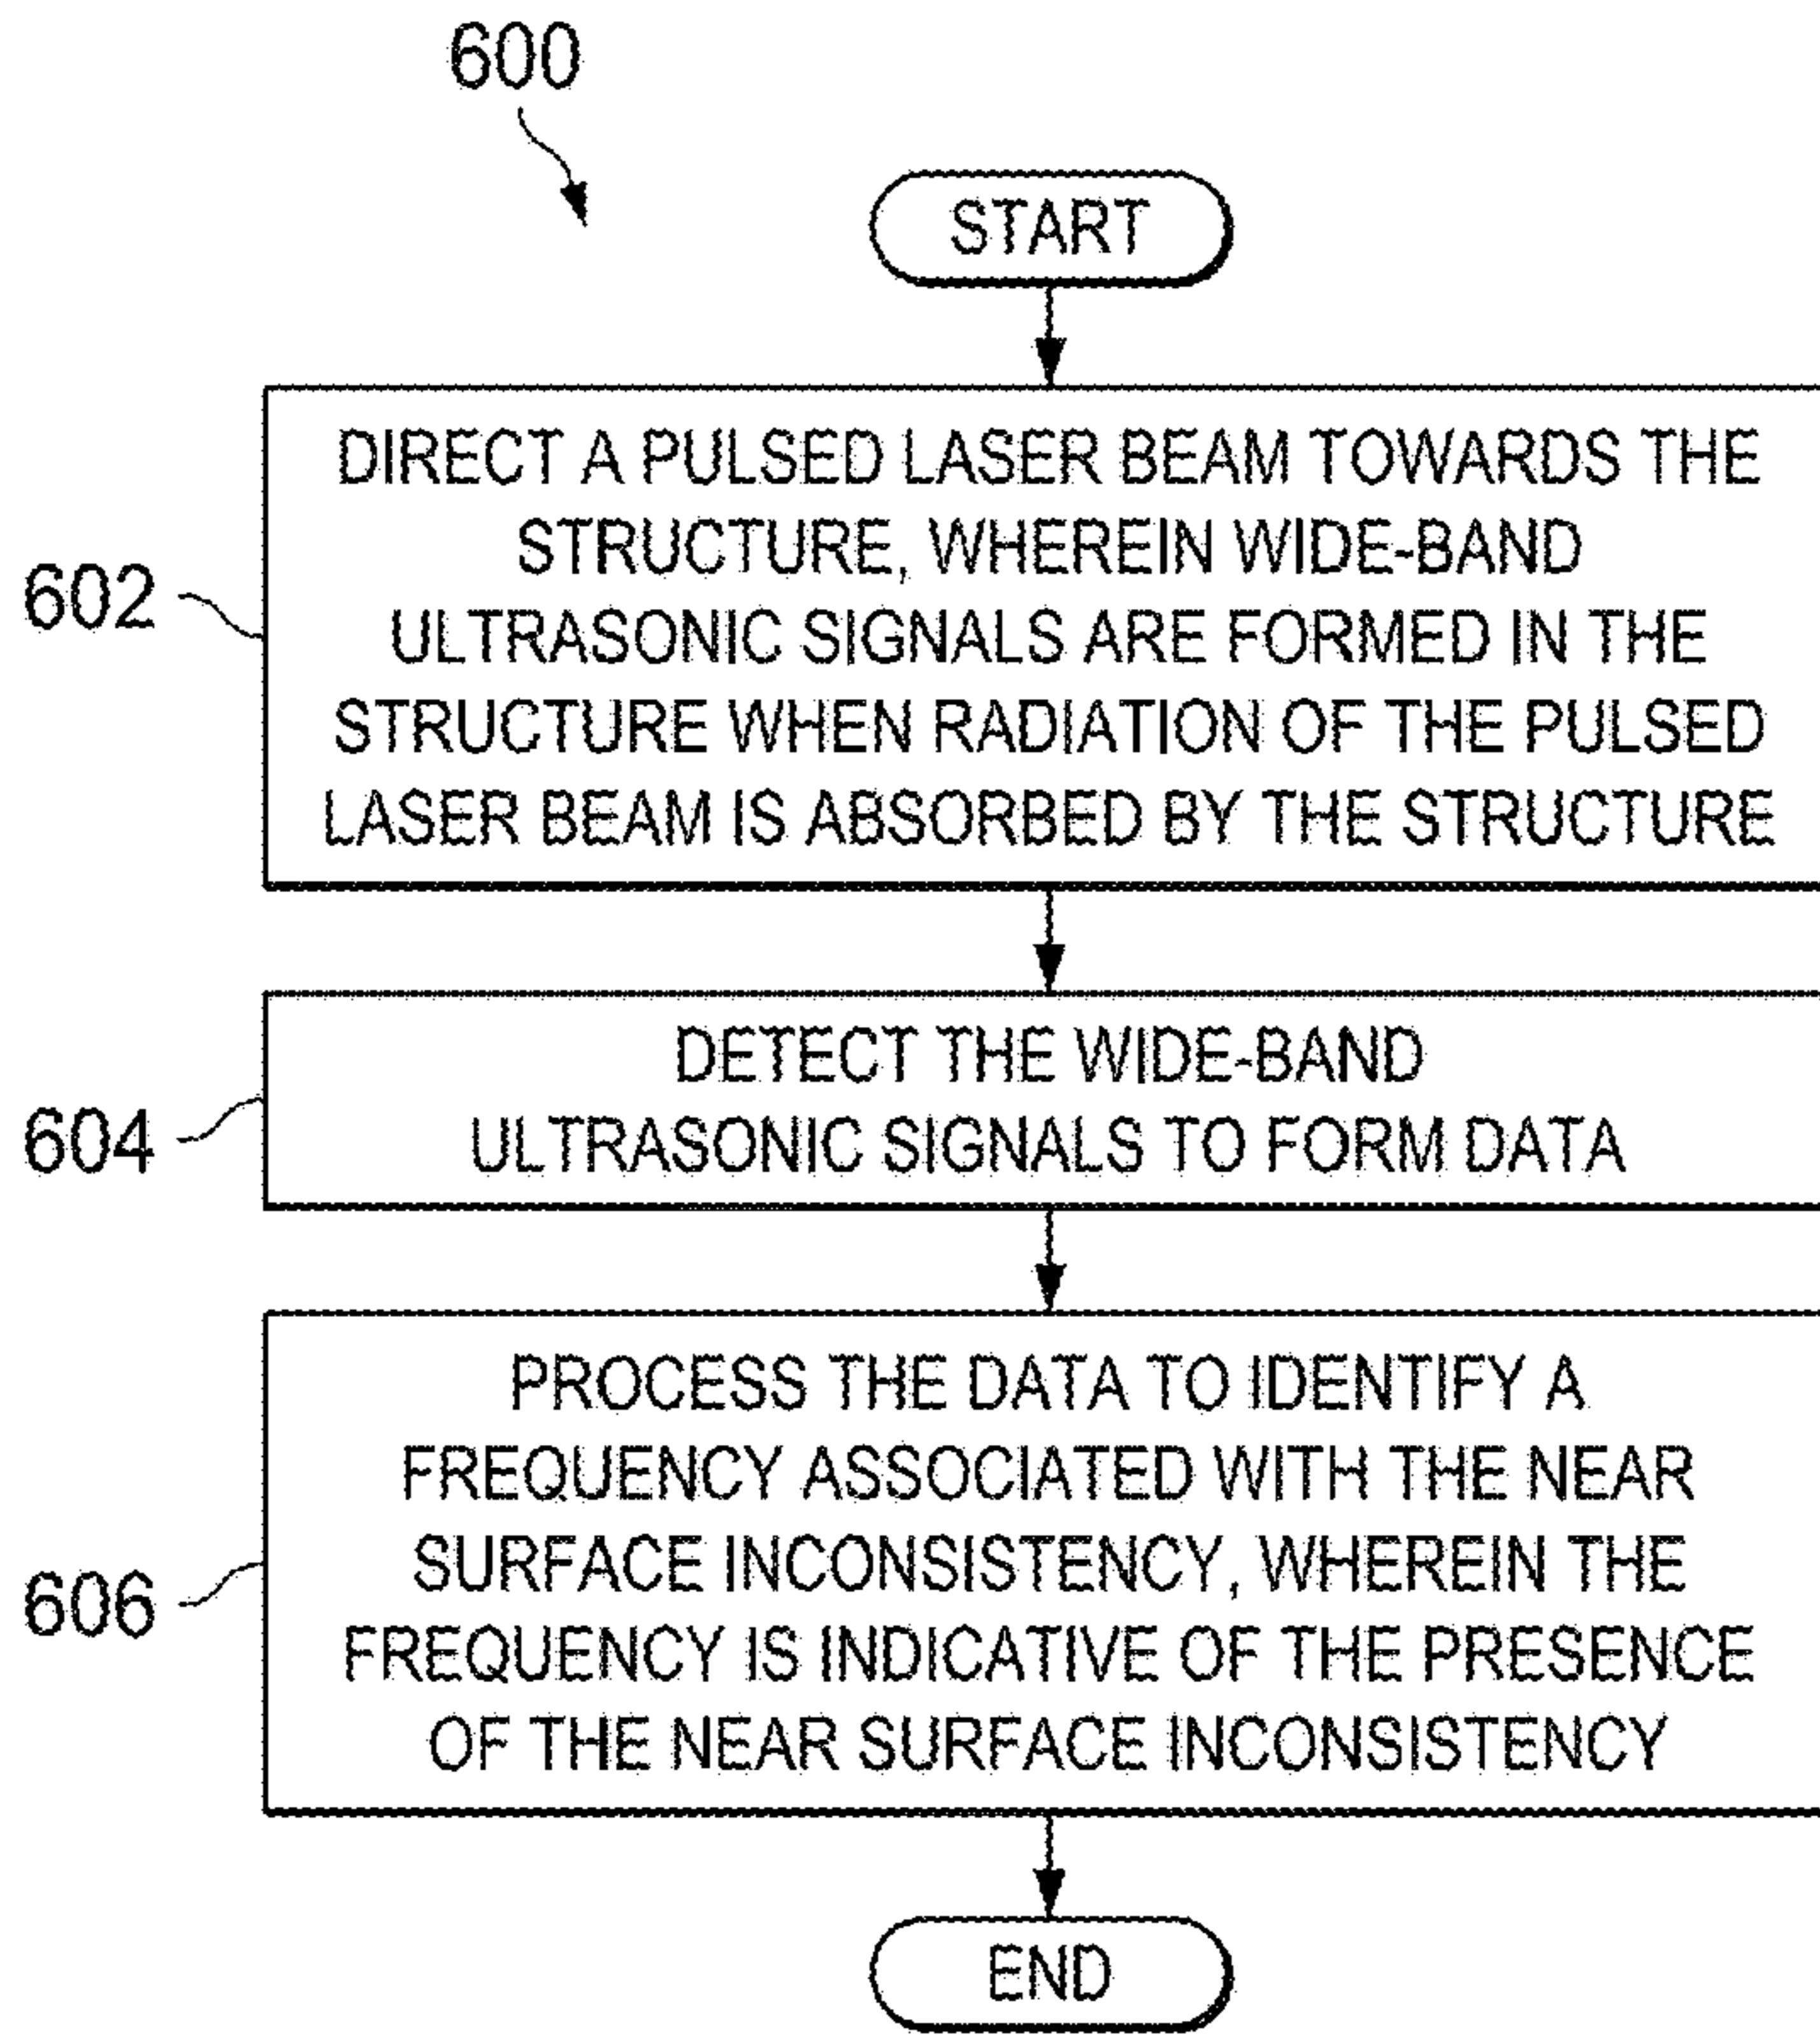 600
START
DIRECT A PULSED LASER BEAM TOWARDS THE
STRUCTURE, WHEREIN WIDE-BAND
ULTRASONIC SIGNALS ARE FORMED IN THE
STRUCTURE WHEN RADIATION OF THE PULSED
LASER BEAM IS ABSORBED BY THE STRUCTURE
602
DETECT THE WIDE-BAND
ULTRASONIC SIGNALS TO FORM DATA
604
PROCESS THE DATA TO IDENTIFY A
FREQUENCY ASSOCIATED WITH THE NEAR
SURFACE INCONSISTENCY, WHEREIN THE
FREQUENCY IS INDICATIVE OF THE PRESENCE
OF THE NEAR SURFACE INCONSISTENCY
606
END